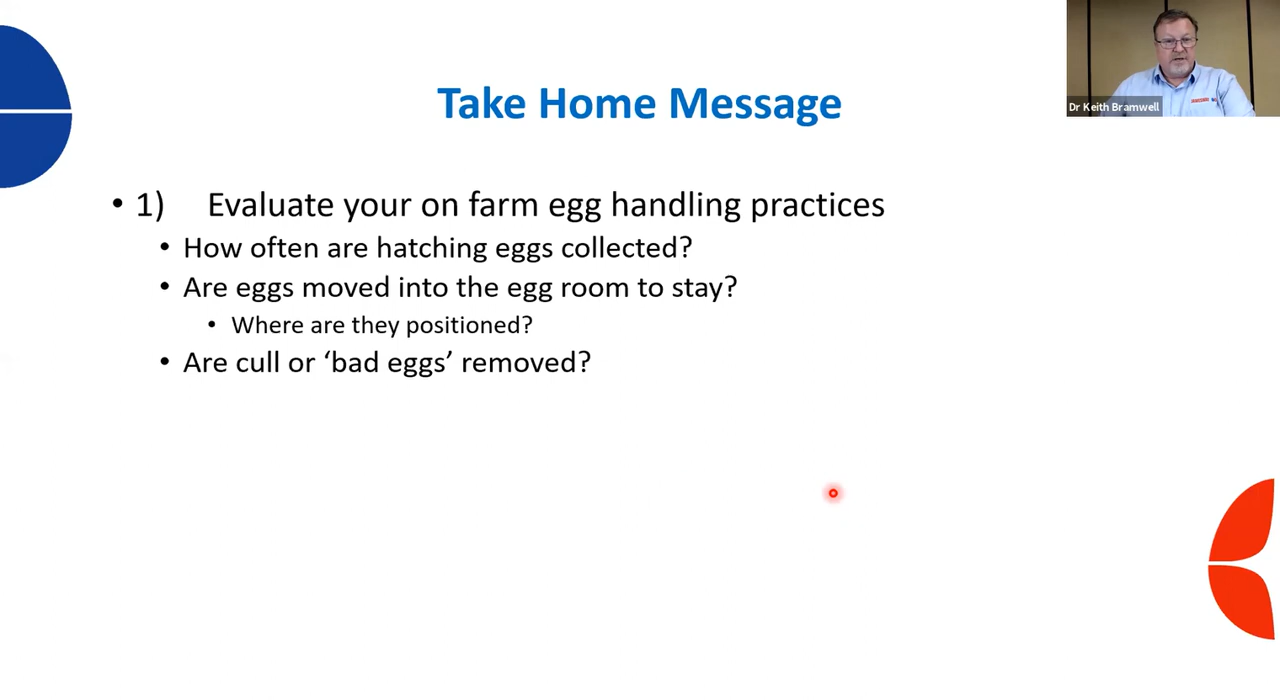 Dr Keith Bramwell
Take Home Message
• 1) Evaluate your on farm egg handling practices
• How often are hatching eggs collected?
• Are eggs moved into the egg room to stay?
• Where are they positioned?
• Are cull or ‘bad eggs’ removed?